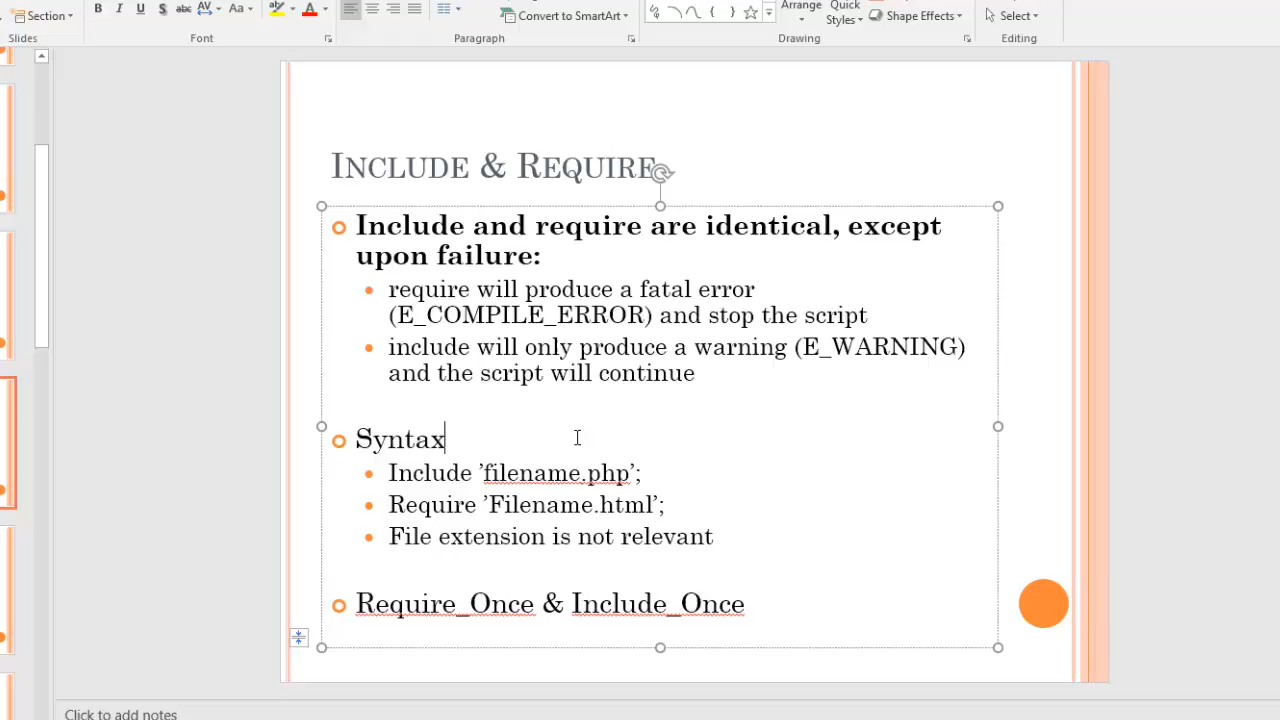 Section
B I U S abc AV Aa A
Convert to SmartArt
Arrange
Quick
Styles
Shape Effects
Select
Slides
Font
Paragraph
Drawing
Editing
INCLUDE & REQUIRE
Include and require are identical, except
upon failure:
require will produce a fatal error
(E_COMPILE_ERROR) and stop the script
include will only produce a warning (E_WARNING)
and the script will continue
Syntax
Include ’filename.php’;
Require ’Filename.html’;
File extension is not relevant
Require_Once & Include_Once
Click to add notes